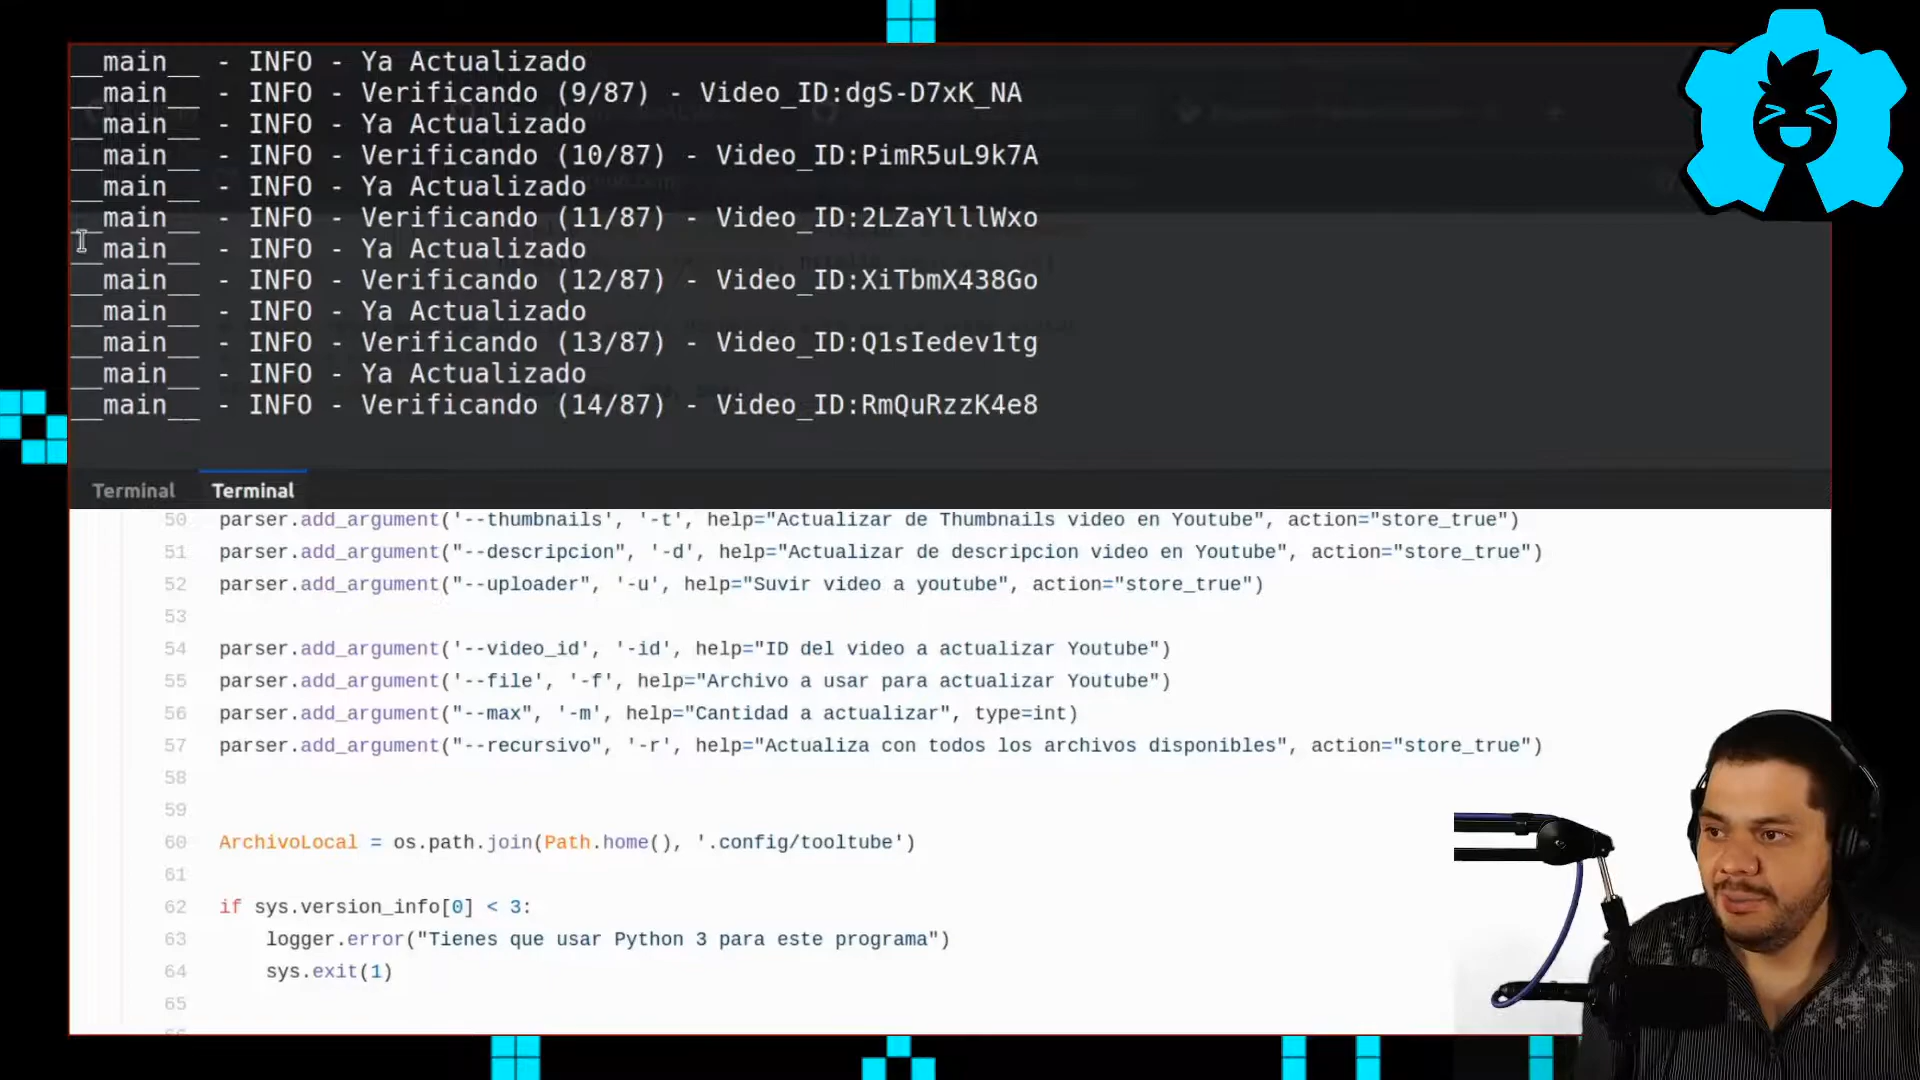 __main__ - INFO - Ya Actualizado
__main__ - INFO - Verificando (9/87) - Video_ID:dgS-D7xK_NA
__main__ - INFO - Ya Actualizado
__main__ - INFO - Verificando (10/87) - Video_ID:PimR5uL9k7A
__main__ - INFO - Ya Actualizado
__main__ - INFO - Verificando (11/87) - Video_ID:2LZaYlllWxo
__main__ - INFO - Ya Actualizado
__main__ - INFO - Verificando (12/87) - Video_ID:XiTbmX438Go
__main__ - INFO - Ya Actualizado
__main__ - INFO - Verificando (13/87) - Video_ID:Q1sIedev1tg
__main__ - INFO - Ya Actualizado
__main__ - INFO - Verificando (14/87) - Video_ID:RmQuRzzK4e8
Terminal Terminal
50 parser.add_argument('--thumbnails', '-t', help="Actualizar de Thumbnails video en Youtube", action="store_true")
51 parser.add_argument("--descripcion", '-d', help="Actualizar de descripcion video en Youtube", action="store_true")
52 parser.add_argument("--uploader", '-u', help="Suvir video a youtube", action="store_true")
53
54 parser.add_argument('--video_id', '-id', help="ID del video a actualizar Youtube")
55 parser.add_argument('--file', '-f', help="Archivo a usar para actualizar Youtube")
56 parser.add_argument("--max", '-m', help="Cantidad a actualizar", type=int)
57 parser.add_argument("--recursivo", '-r', help="Actualiza con todos los archivos disponibles", action="store_true")
58
59
60 ArchivoLocal = os.path.join(Path.home(), '.config/tooltube')
61
62 if sys.version_info[0] < 3:
63 logger.error("Tienes que usar Python 3 para este programa")
64 sys.exit(1)
65